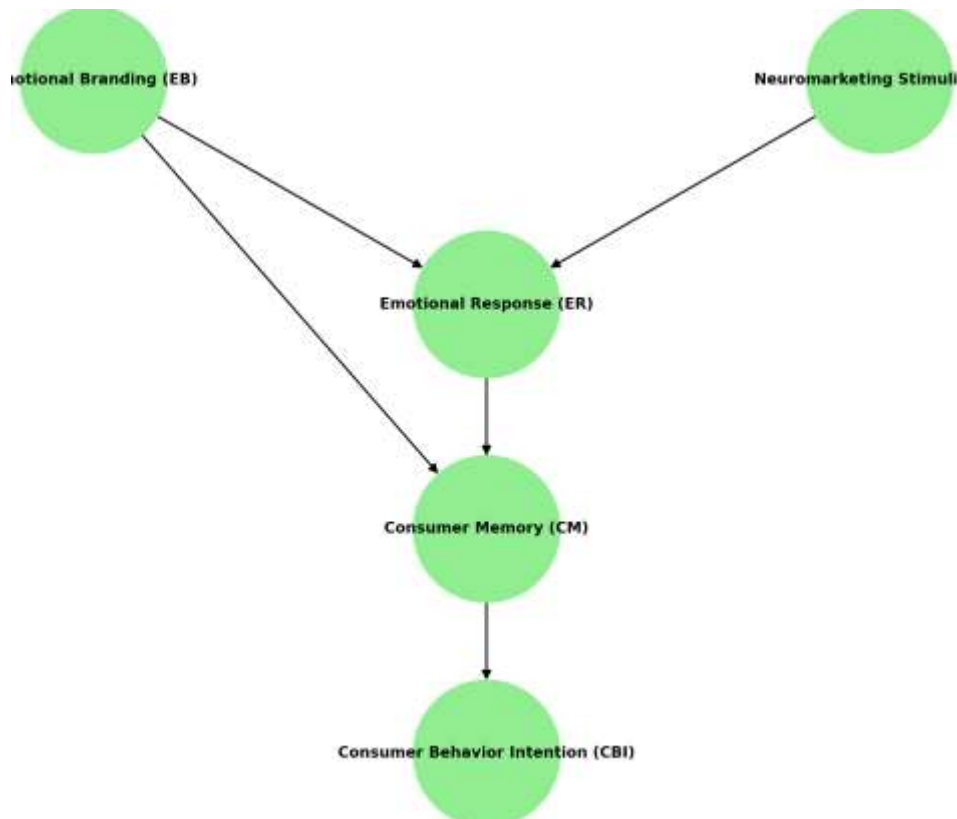 otional Branding (EB)
Neuromarketing Stimuli
Emotional Response (ER)
Consumer Memory (CM)
Consumer Behavior Intention (CBI)